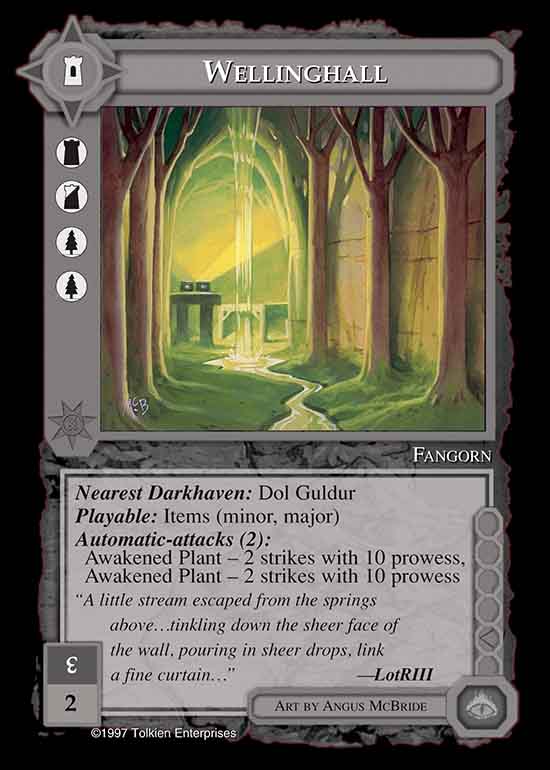 Wellinghall
Fangorn
Nearest Darkhaven: Dol Guldur
Playable: Items (minor, major)
Automatic-attacks (2):
Awakened Plant – 2 strikes with 10 prowess,
Awakened Plant – 2 strikes with 10 prowess
“A little stream escaped from the springs
above…tinkling down the sheer face of
the wall, pouring in sheer drops, link
a fine curtain…” —LotRIII
2
Art by Angus McBride
©1997 Tolkien Enterprises